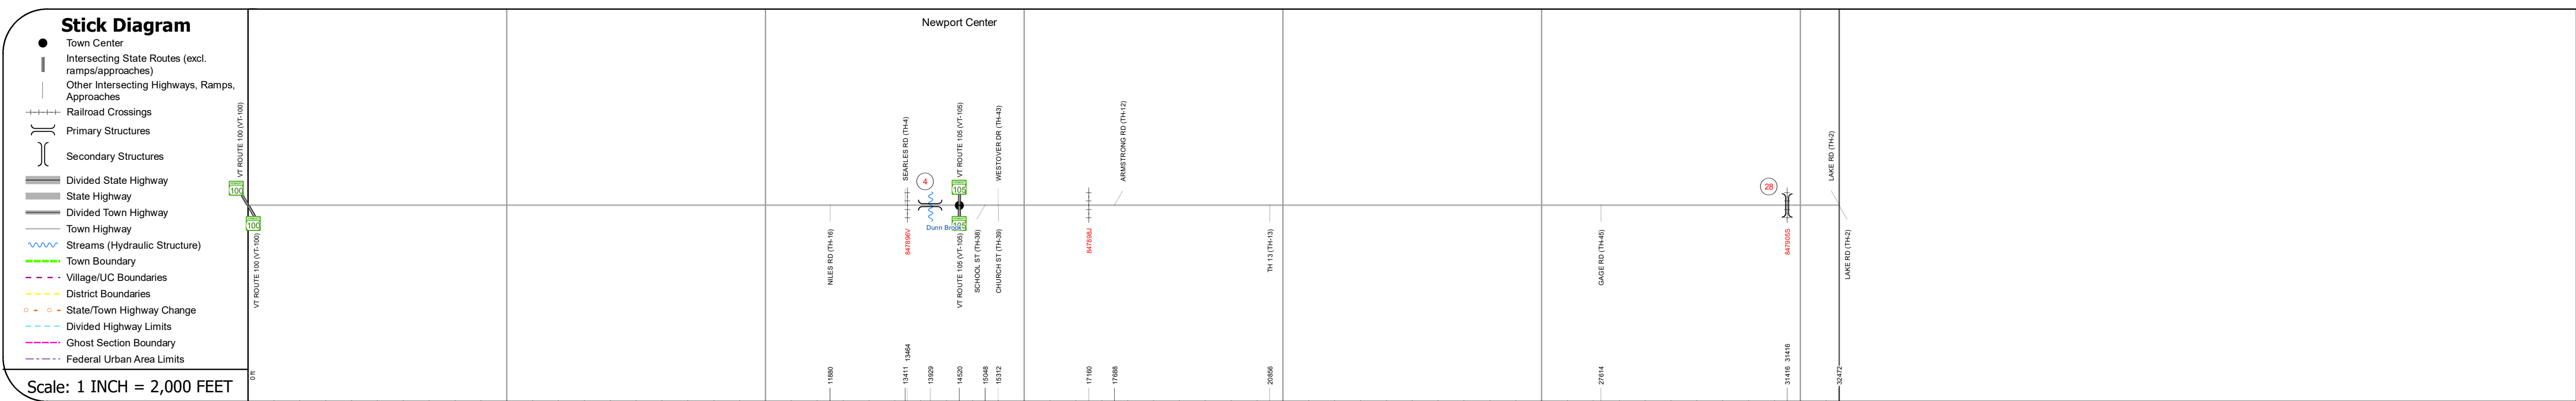 Stick Diagram
Town Center
Intersecting State Routes (excl.
ramps/approaches)
Other Intersecting Highways, Ramps,
Approaches
Railroad Crossings
Primary Structures
Secondary Structures
Divided State Highway
State Highway
Divided Town Highway
Town Highway
Streams (Hydraulic Structure)
Town Boundary
Village/UC Boundaries
District Boundaries
State/Town Highway Change
Divided Highway Limits
Ghost Section Boundary
Federal Urban Area Limits
Scale: 1 INCH = 2,000 FEET
Newport Center
VT ROUTE 100 (VT-100)
100
100
VT ROUTE 100 (VT-100)
0 ft
NILES RD (TH-16)
11880
SEARLES RD (TH-4)
847896V
13411
13464
4
Dunn Brook
13929
VT ROUTE 105 (VT-105)
105
105
VT ROUTE 105 (VT-105)
14520
SCHOOL ST (TH-38)
15048
WESTOVER DR (TH-43)
CHURCH ST (TH-39)
15312
847898J
17160
ARMSTRONG RD (TH-12)
17688
TH 13 (TH-13)
20856
GAGE RD (TH-45)
27614
28
847905S
31416
31416
LAKE RD (TH-2)
LAKE RD (TH-2)
32472